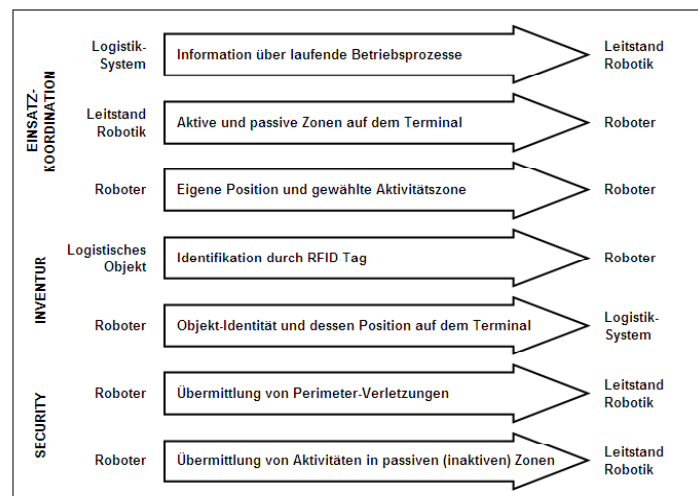 EINSATZ-
KOORDINATION
Logistik-
System
Information über laufende Betriebsprozesse
Leitstand
Robotik
Leitstand
Robotik
Aktive und passive Zonen auf dem Terminal
Roboter
Roboter
Eigene Position und gewählte Aktivitätszone
Roboter
INVENTUR
Logistisches
Objekt
Identifikation durch RFID Tag
Roboter
Roboter
Objekt-Identität und dessen Position auf dem Terminal
Logistik-
System
SECURITY
Roboter
Übermittlung von Perimeter-Verletzungen
Leitstand
Robotik
Roboter
Übermittlung von Aktivitäten in passiven (inaktiven) Zonen
Leitstand
Robotik